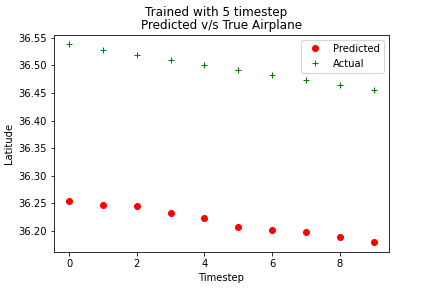 Trained with 5 timestep
Predicted v/s True Airplane
36.55
36.50
36.45
36.40
36.35
36.30
36.25
36.20
Latitude
Predicted
Actual
0 2 4 6 8
Timestep